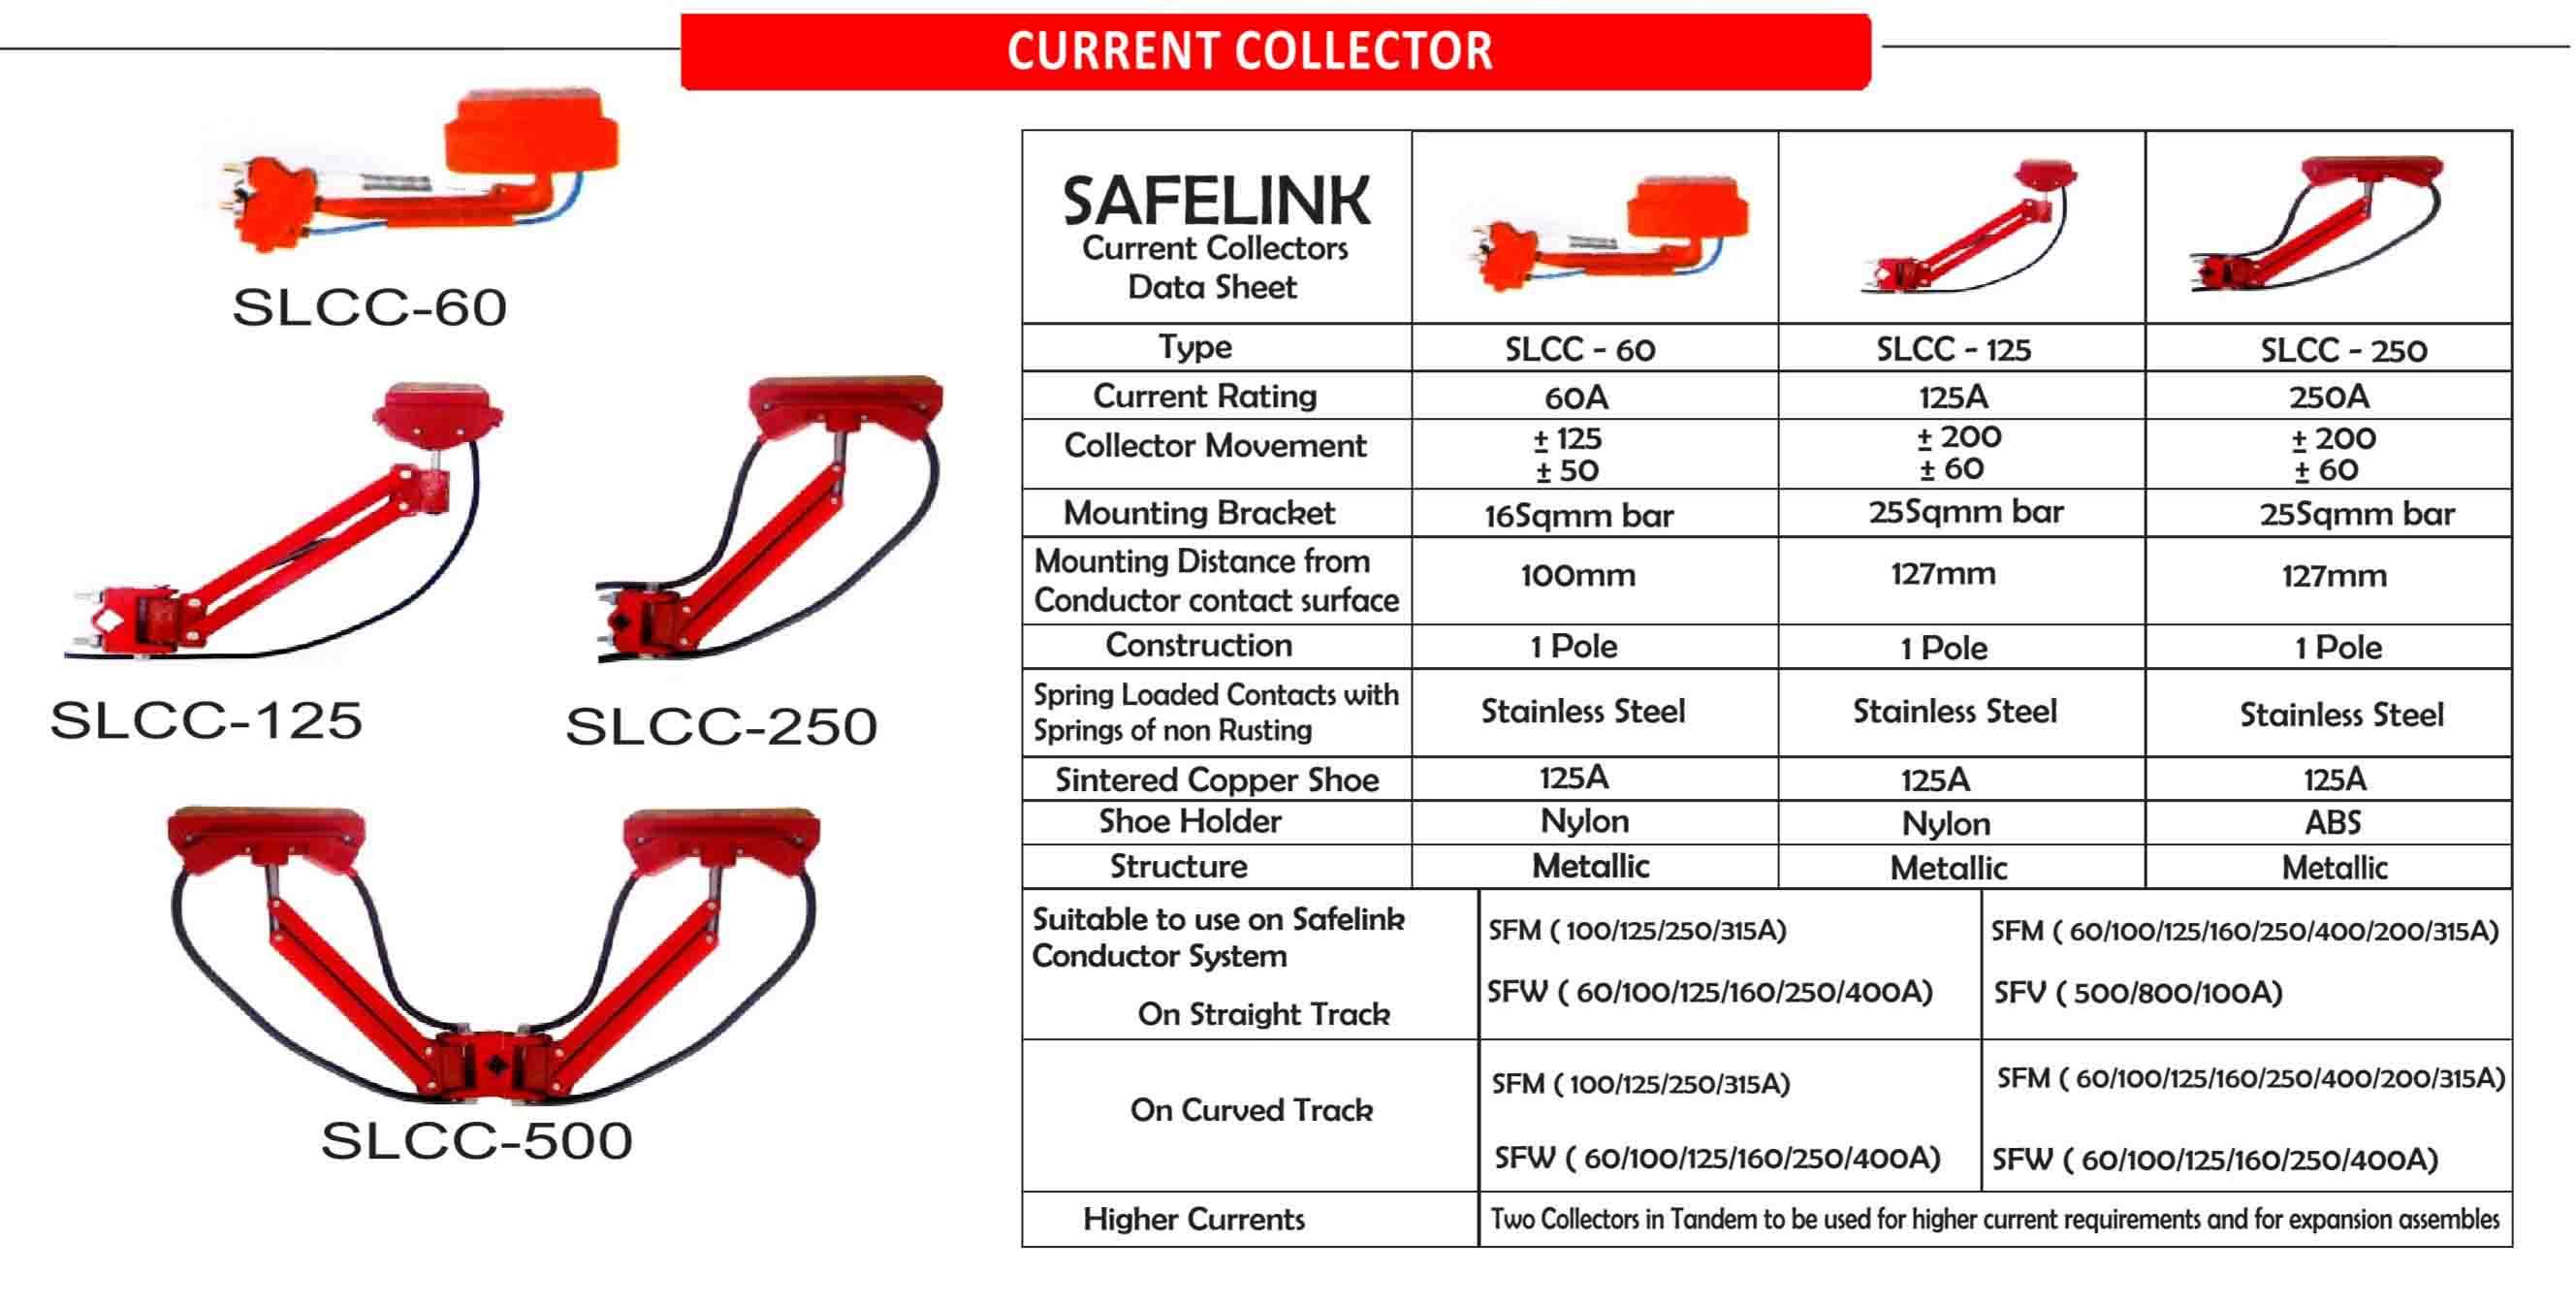 CURRENT COLLECTOR
SLCC-60
SLCC-125
SLCC-250
SLCC-500
SAFELINK
Current Collectors
Data Sheet
Type SLCC - 60 SLCC - 125 SLCC - 250
Current Rating 60A 125A 250A
Collector Movement ± 125 ± 200 ± 200
± 50 ± 60 ± 60
Mounting Bracket 16Sqmm bar 25Sqmm bar 25Sqmm bar
Mounting Distance from
Conductor contact surface 100mm 127mm 127mm
Construction 1 Pole 1 Pole 1 Pole
Spring Loaded Contacts with
Springs of non Rusting Stainless Steel Stainless Steel Stainless Steel
Sintered Copper Shoe 125A 125A 125A
Shoe Holder Nylon Nylon ABS
Structure Metallic Metallic Metallic
Suitable to use on Safelink
Conductor System
On Straight Track
SFM ( 100/125/250/315A) SFM ( 60/100/125/160/250/400/200/315A)
SFW ( 60/100/125/160/250/400A) SFV ( 500/800/100A)
On Curved Track
SFM ( 100/125/250/315A) SFM ( 60/100/125/160/250/400/200/315A)
SFW ( 60/100/125/160/250/400A) SFW ( 60/100/125/160/250/400A)
Higher Currents Two Collectors in Tandem to be used for higher current requirements and for expansion assembles